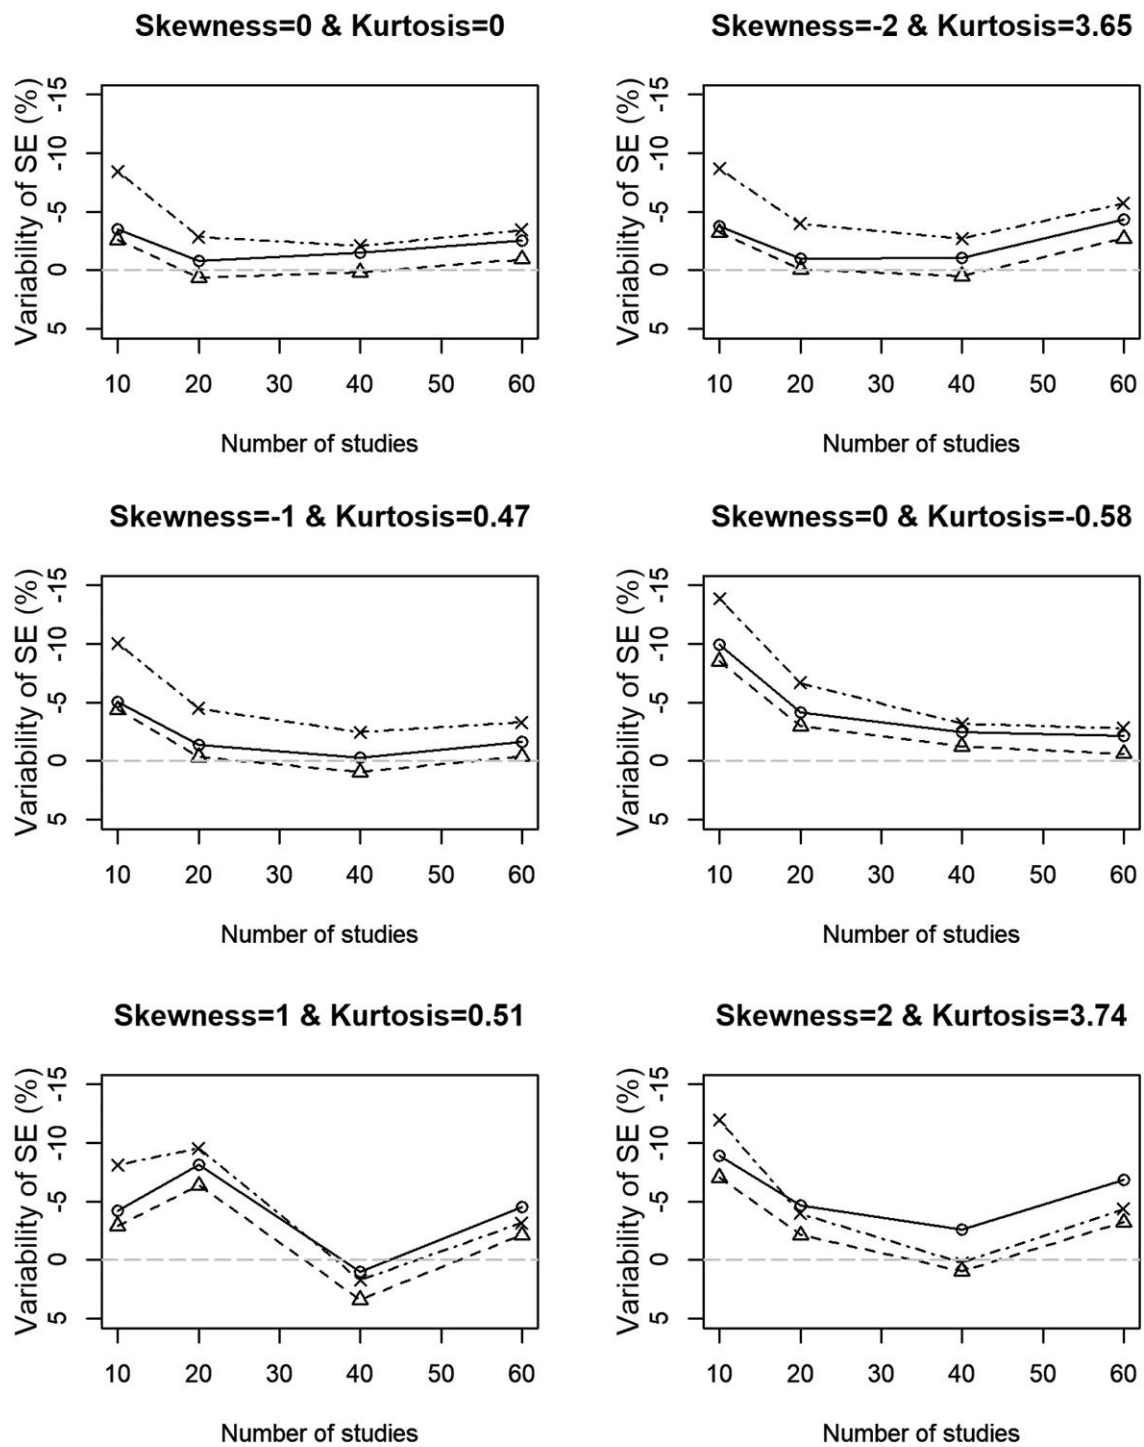 Skewness=0 & Kurtosis=0
Variability of SE (%)
-15
-10
-5
0
5
10 20 30 40 50 60
Number of studies
Skewness=-2 & Kurtosis=3.65
Variability of SE (%)
-15
-10
-5
0
5
10 20 30 40 50 60
Number of studies
Skewness=-1 & Kurtosis=0.47
Variability of SE (%)
-15
-10
-5
0
5
10 20 30 40 50 60
Number of studies
Skewness=0 & Kurtosis=-0.58
Variability of SE (%)
-15
-10
-5
0
5
10 20 30 40 50 60
Number of studies
Skewness=1 & Kurtosis=0.51
Variability of SE (%)
-15
-10
-5
0
5
10 20 30 40 50 60
Number of studies
Skewness=2 & Kurtosis=3.74
Variability of SE (%)
-15
-10
-5
0
5
10 20 30 40 50 60
Number of studies